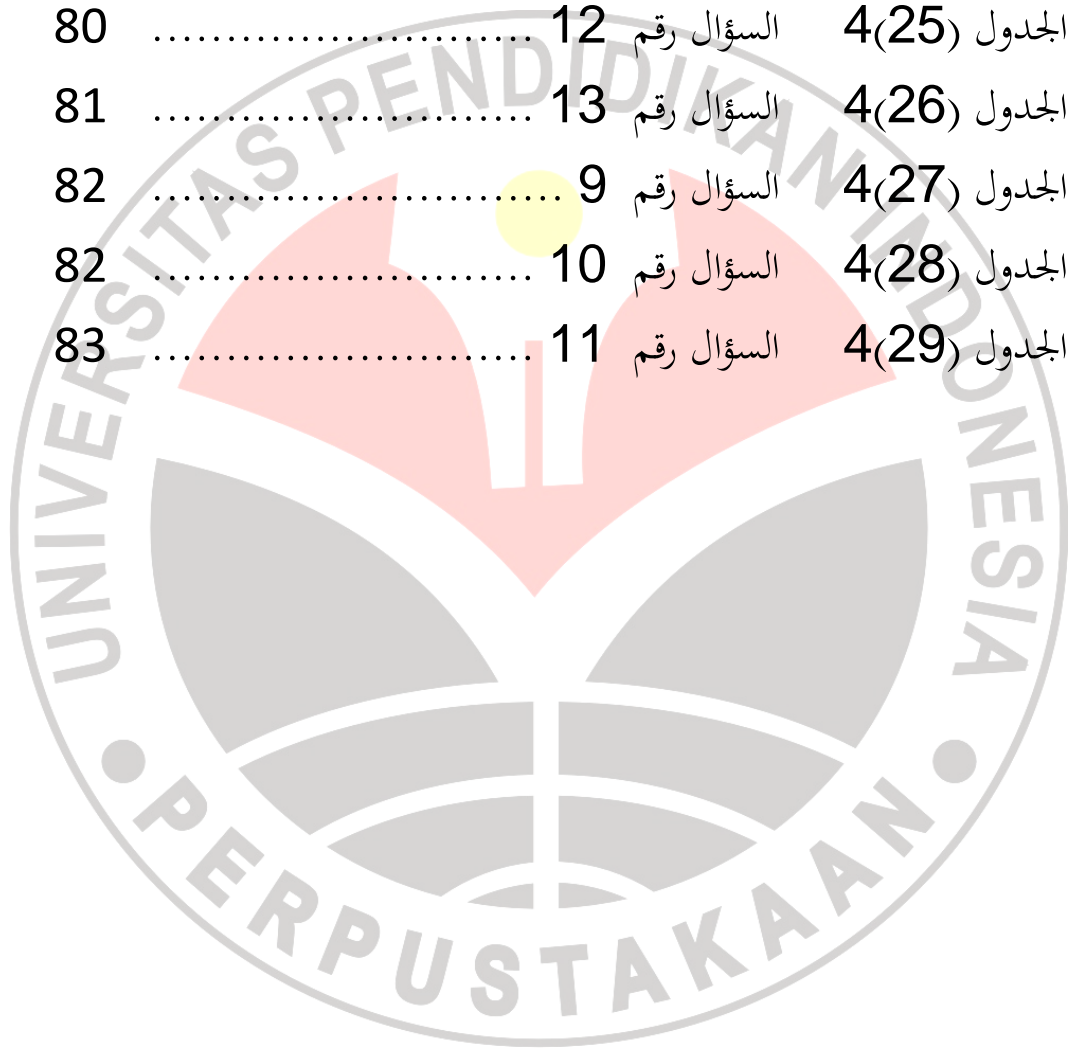 الجدول (25)4 السؤال رقم 12 .......................... 80
الجدول (26)4 السؤال رقم 13 .......................... 81
الجدول (27)4 السؤال رقم 9 ............................ 82
الجدول (28)4 السؤال رقم 10 .......................... 82
الجدول (29)4 السؤال رقم 11 .......................... 83
UNIVERSITAS PENDIDIKAN INDONESIA
PERPUSTAKAAN